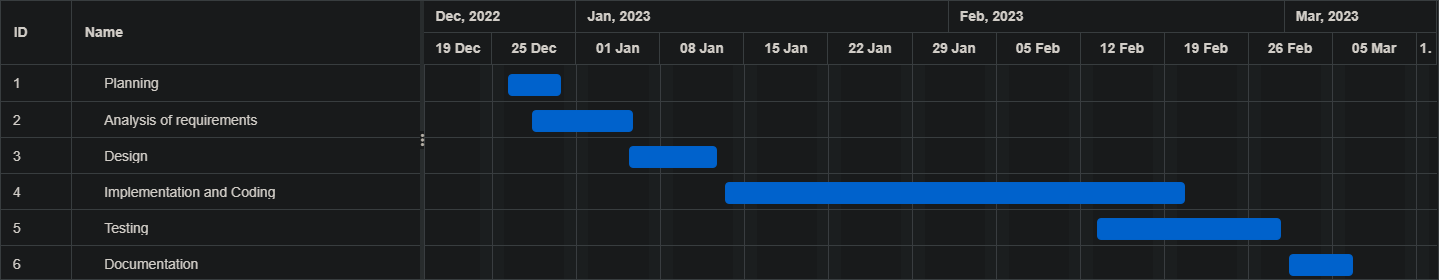 ID Name Dec, 2022 Jan, 2023 Feb, 2023 Mar, 2023
19 Dec 25 Dec 01 Jan 08 Jan 15 Jan 22 Jan 29 Jan 05 Feb 12 Feb 19 Feb 26 Feb 05 Mar 1.
1 Planning
2 Analysis of requirements
3 Design
4 Implementation and Coding
5 Testing
6 Documentation